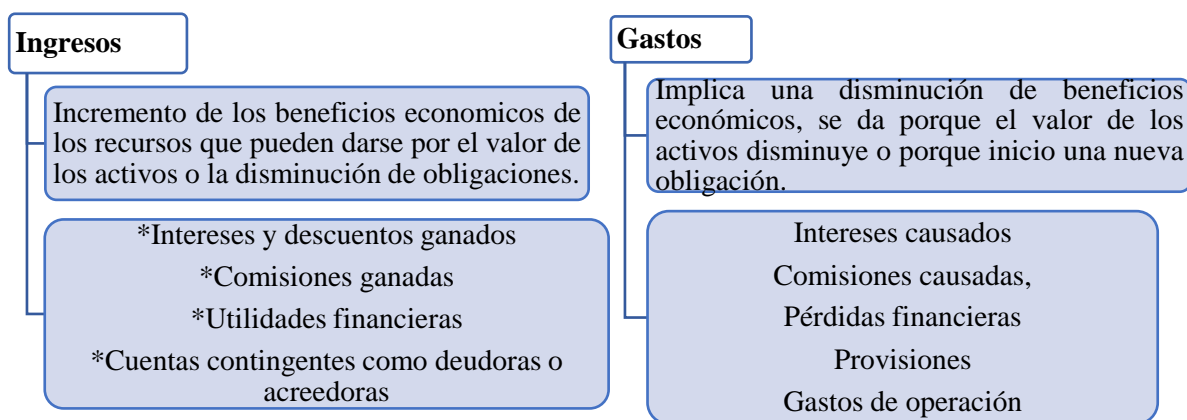 Ingresos
Incremento de los beneficios economicos de
los recursos que pueden darse por el valor de
los activos o la disminución de obligaciones.
*Intereses y descuentos ganados
*Comisiones ganadas
*Utilidades financieras
*Cuentas contingentes como deudoras o
acreedoras
Gastos
Implica una disminución de beneficios
económicos, se da porque el valor de los
activos disminuye o porque inicio una nueva
obligación.
Intereses causados
Comisiones causadas,
Pérdidas financieras
Provisiones
Gastos de operación